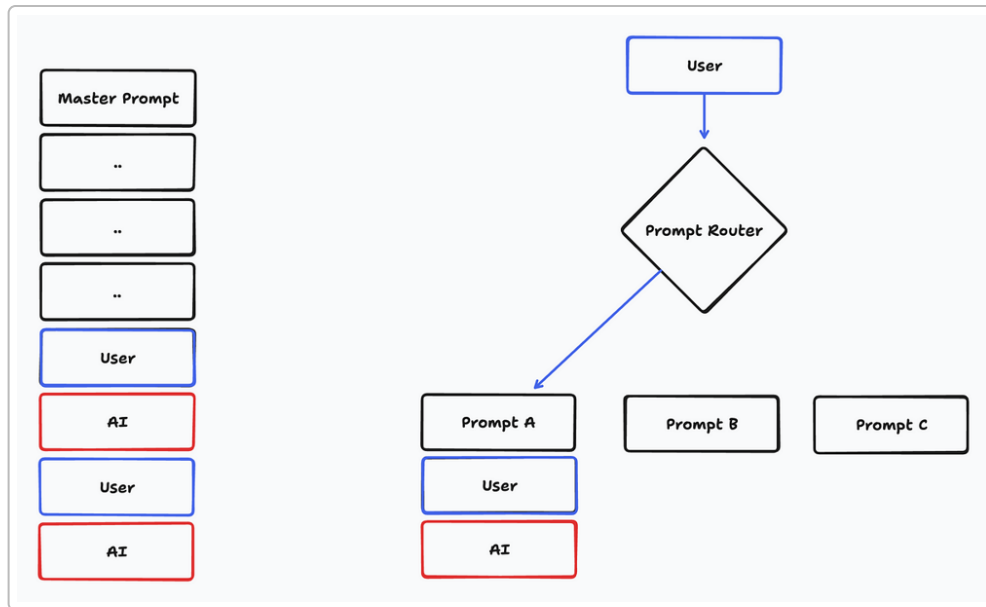 Master Prompt
..
..
..
User
AI
User
AI
User
Prompt Router
Prompt A
Prompt B
Prompt C
User
AI